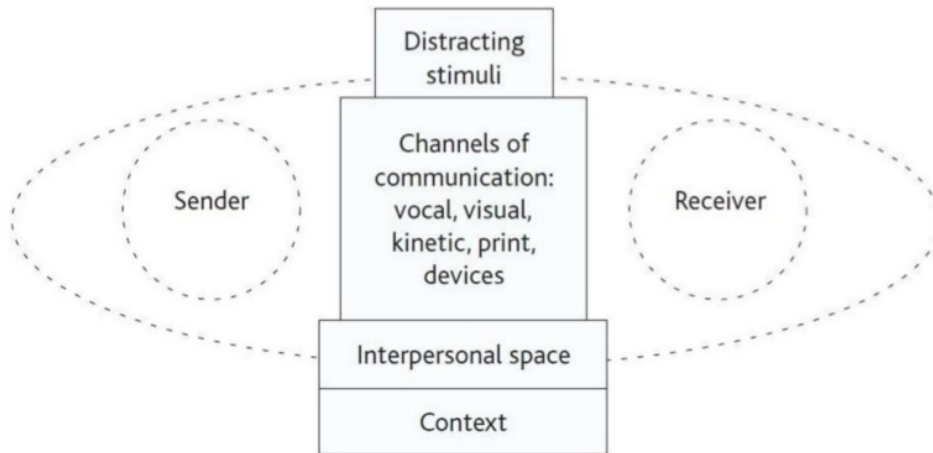 Distracting
stimuli
Channels of
communication:
vocal, visual,
kinetic, print,
devices
Sender
Receiver
Interpersonal space
Context